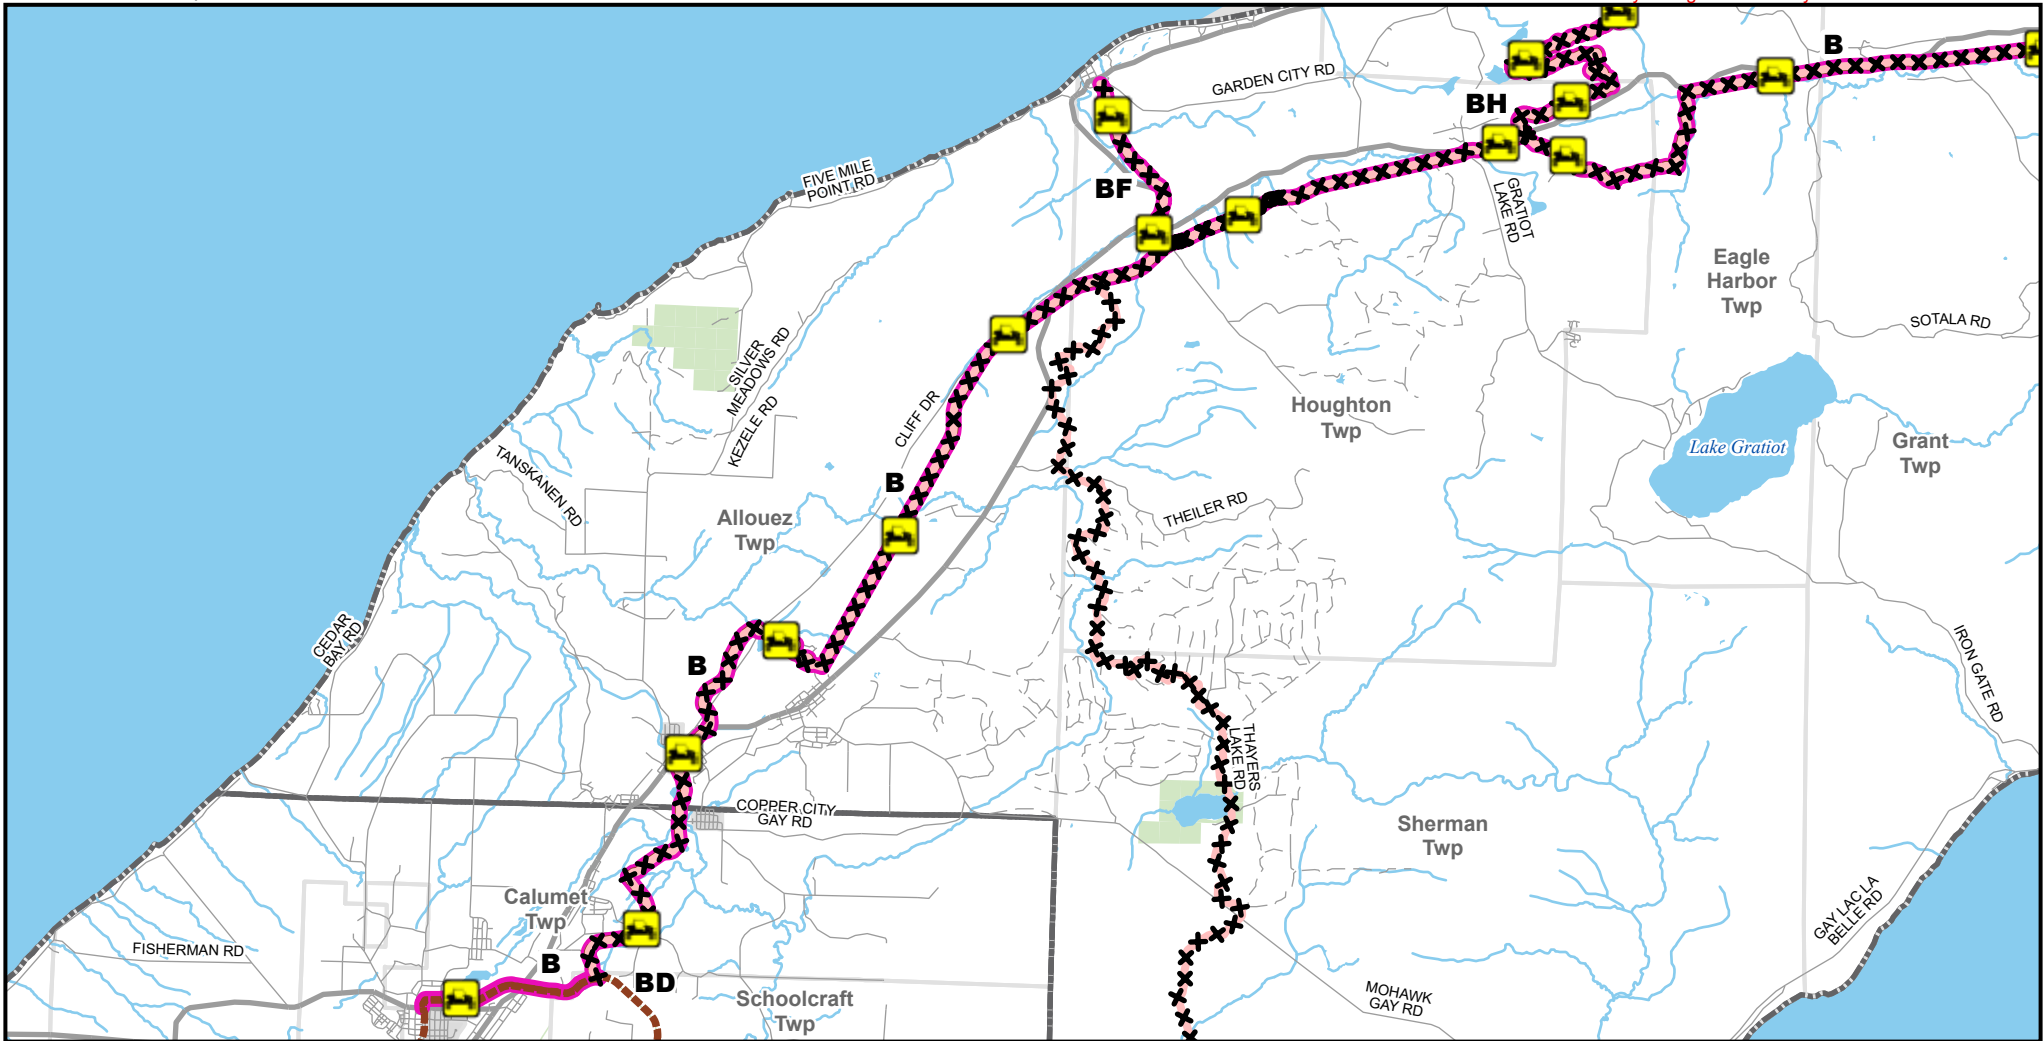 B
GARDEN CITY RD
BH
FIVE MILE
POINT RD
BF
GRATIOT
LAKE RD
Eagle
Harbor
Twp
SOTALA RD
SILVER
MEADOWS RD
KEZELE RD
CLIFF DR
Houghton
Twp
Lake Gratiot
Grant
Twp
TANSKANEN RD
B
THEILER RD
Allouez
Twp
CEDAR
BAY RD
B
IRON GATE RD
THAYERS
LAKE RD
COPPER CITY
GAY RD
Sherman
Twp
Calumet
Twp
GAY LAC LA
BELLE RD
FISHERMAN RD
B
BD
Schoolcraft
Twp
MOHAWK
GAY RD